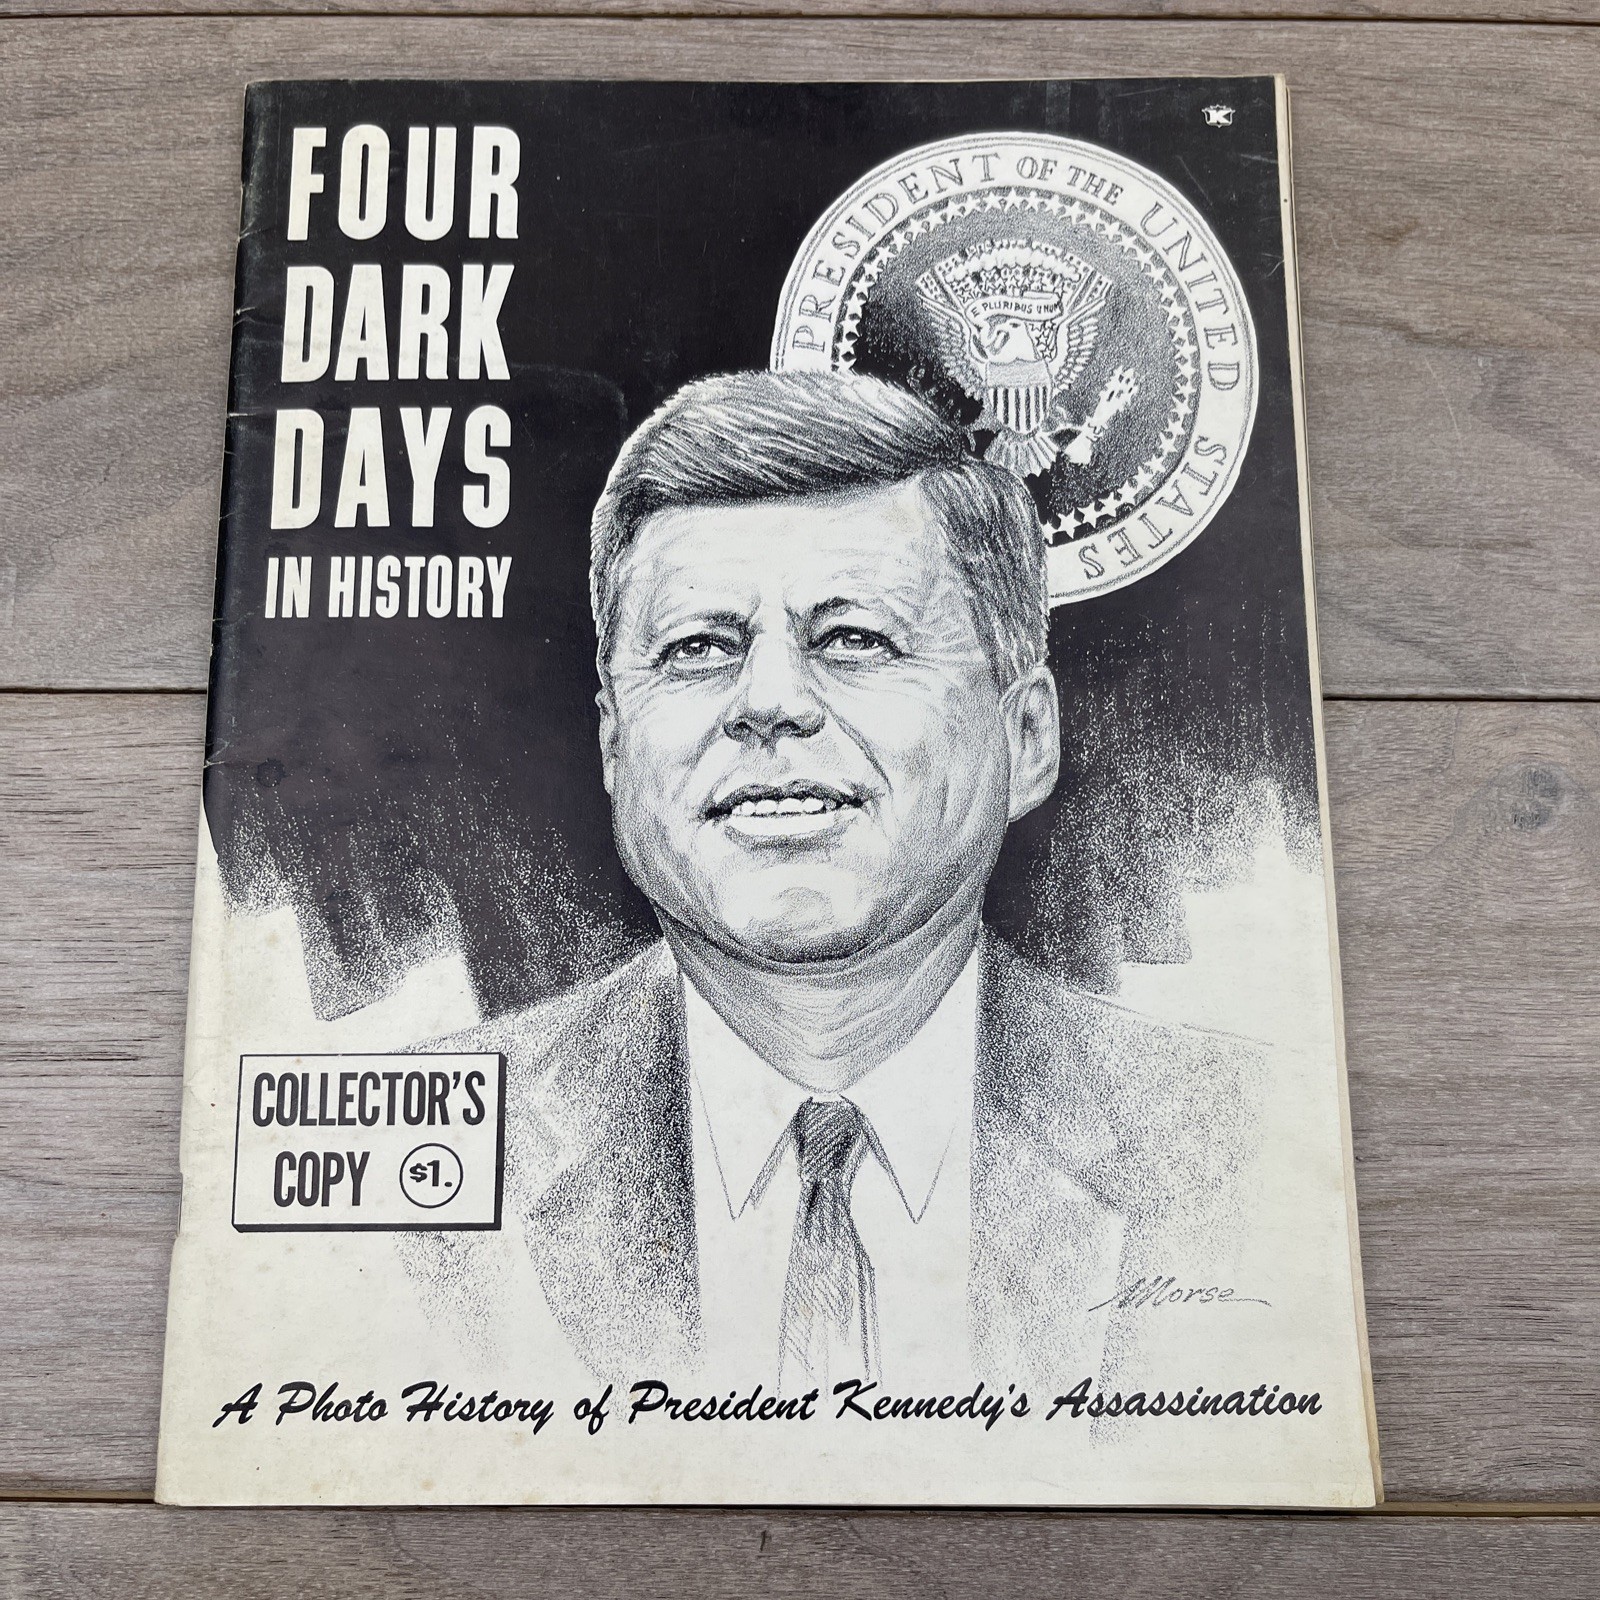 FOUR
DARK
DAYS
IN HISTORY
K
PRESIDENT OF THE UNITED STATES
E PLURIBUS UNUM
COLLECTOR'S
COPY $1.
Morse
A Photo History of President Kennedy's Assassination